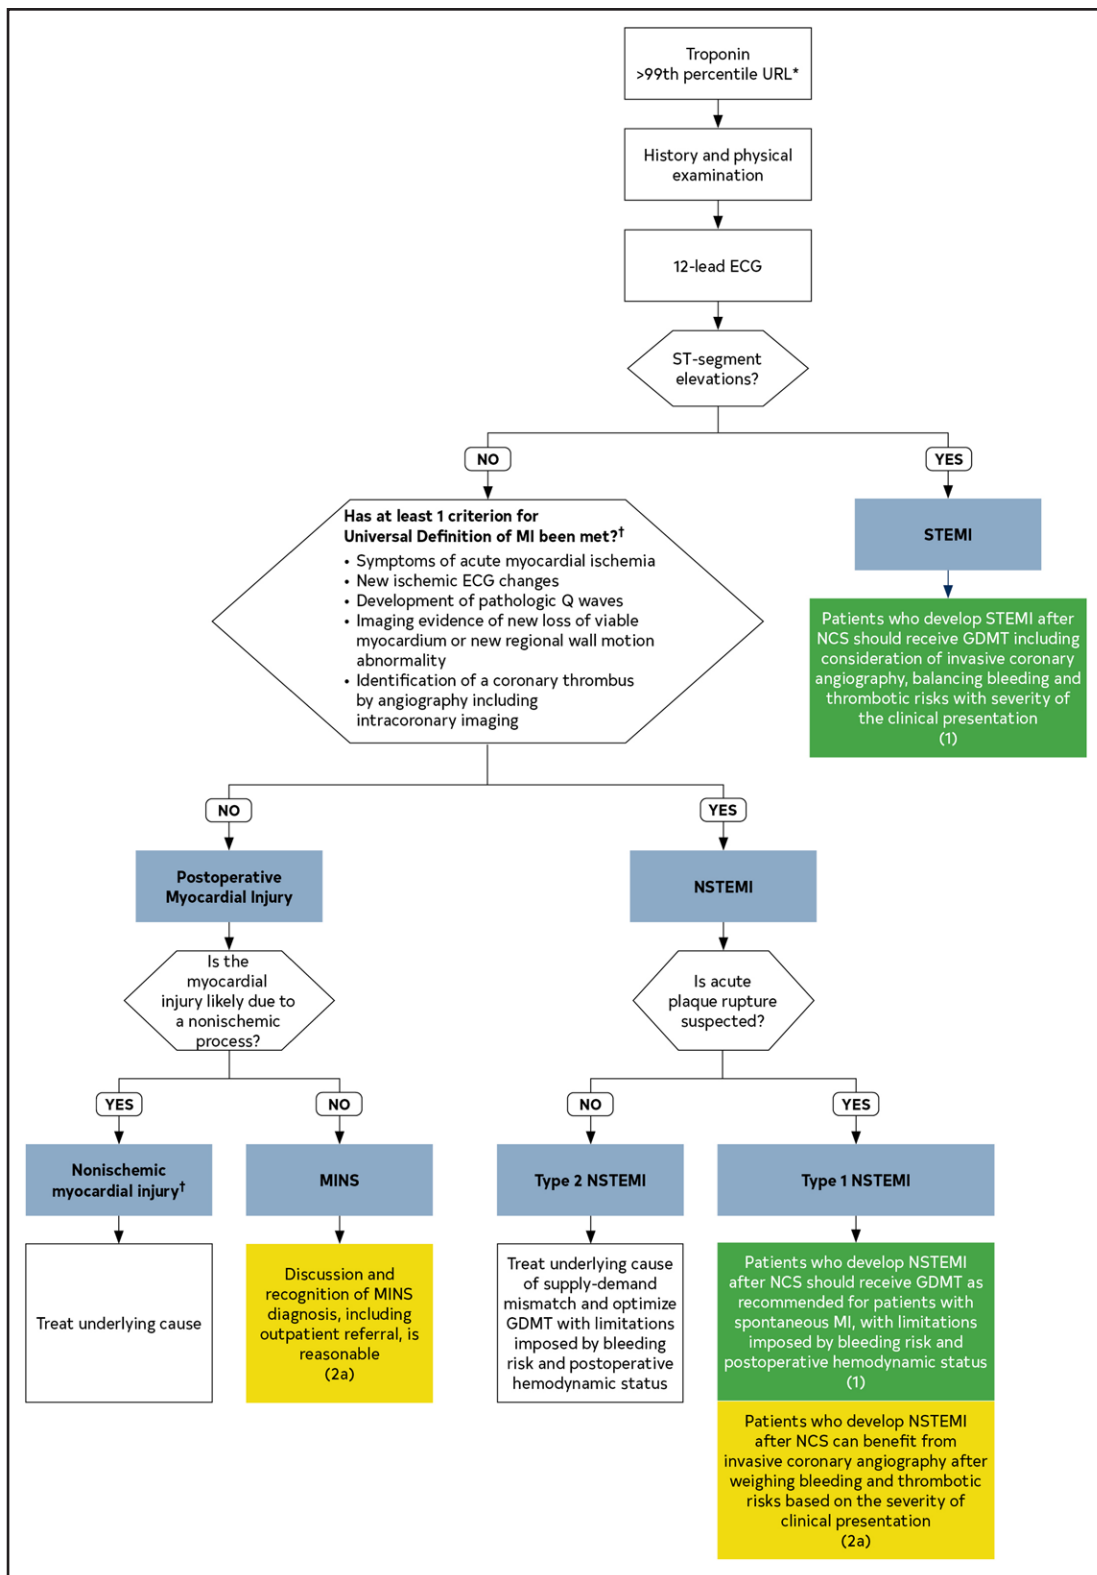 Troponin
>99th percentile URL*
History and physical
examination
12-lead ECG
ST-segment
elevations?
NO
YES
Has at least 1 criterion for
Universal Definition of MI been met?†
• Symptoms of acute myocardial ischemia
• New ischemic ECG changes
• Development of pathologic Q waves
• Imaging evidence of new loss of viable
myocardium or new regional wall motion
abnormality
• Identification of a coronary thrombus
by angiography including
intracoronary imaging
STEMI
Patients who develop STEMI after
NCS should receive GDMT including
consideration of invasive coronary
angiography, balancing bleeding and
thrombotic risks with severity of
the clinical presentation
(1)
NO
YES
Postoperative
Myocardial Injury
NSTEMI
Is the
myocardial
injury likely due to
a nonischemic
process?
Is acute
plaque rupture
suspected?
YES
NO
NO
YES
Nonischemic
myocardial injury†
MINS
Type 2 NSTEMI
Type 1 NSTEMI
Treat underlying cause
Discussion and
recognition of MINS
diagnosis, including
outpatient referral, is
reasonable
(2a)
Treat underlying cause
of supply-demand
mismatch and optimize
GDMT with limitations
imposed by bleeding
risk and postoperative
hemodynamic status
Patients who develop NSTEMI
after NCS should receive GDMT as
recommended for patients with
spontaneous MI, with limitations
imposed by bleeding risk and
postoperative hemodynamic status
(1)
Patients who develop NSTEMI
after NCS can benefit from
invasive coronary angiography after
weighing bleeding and thrombotic
risks based on the severity of
clinical presentation
(2a)